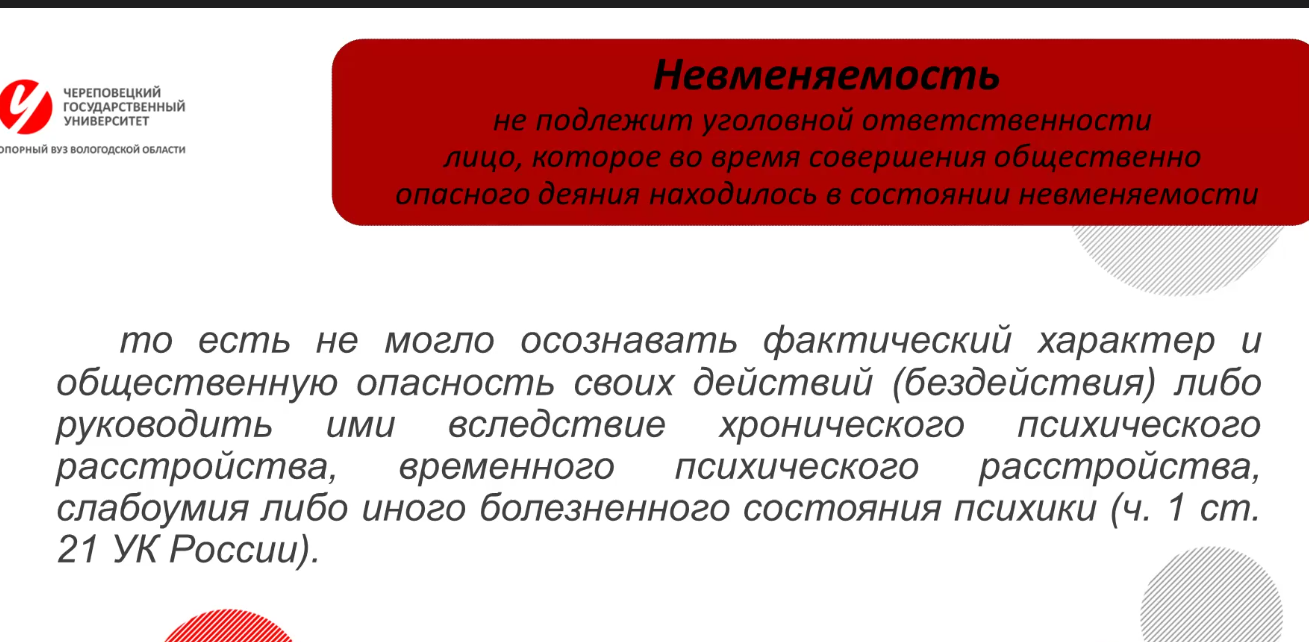 ЧЕРЕПОВЕЦКИЙ
ГОСУДАРСТВЕННЫЙ
УНИВЕРСИТЕТ
ОПОРНЫЙ ВУЗ ВОЛОГОДСКОЙ ОБЛАСТИ
Невменяемость
не подлежит уголовной ответственности
лицо, которое во время совершения общественно
опасного деяния находилось в состоянии невменяемости
то есть не могло осознавать фактический характер и
общественную опасность своих действий (бездействия) либо
руководить ими вследствие хронического психического
расстройства, временного психического расстройства,
слабоумия либо иного болезненного состояния психики (ч. 1 ст.
21 УК России).